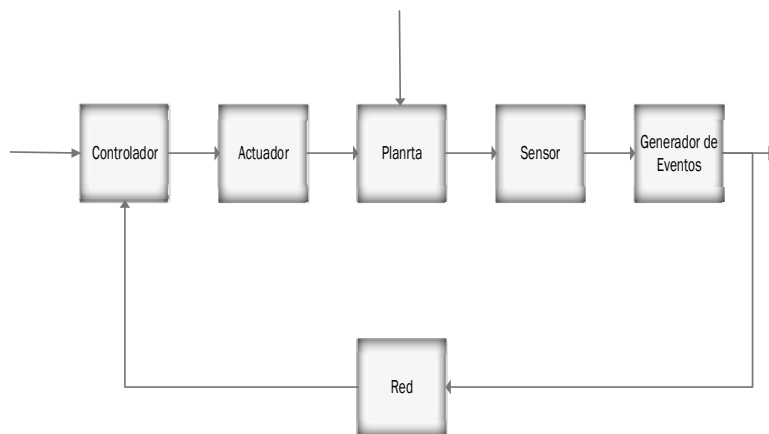 Controlador
Actuador
Planrta
Sensor
Generador de
Eventos
Red